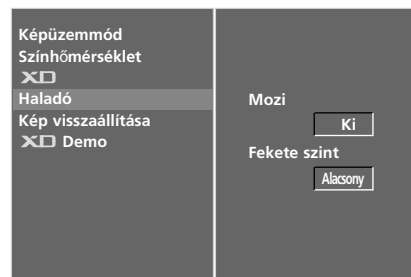 Képüzemmód
Színhőmérséklet
XD
Haladó
Kép visszaállítása
XD Demo
Mozi
Ki
Fekete szint
Alacsony